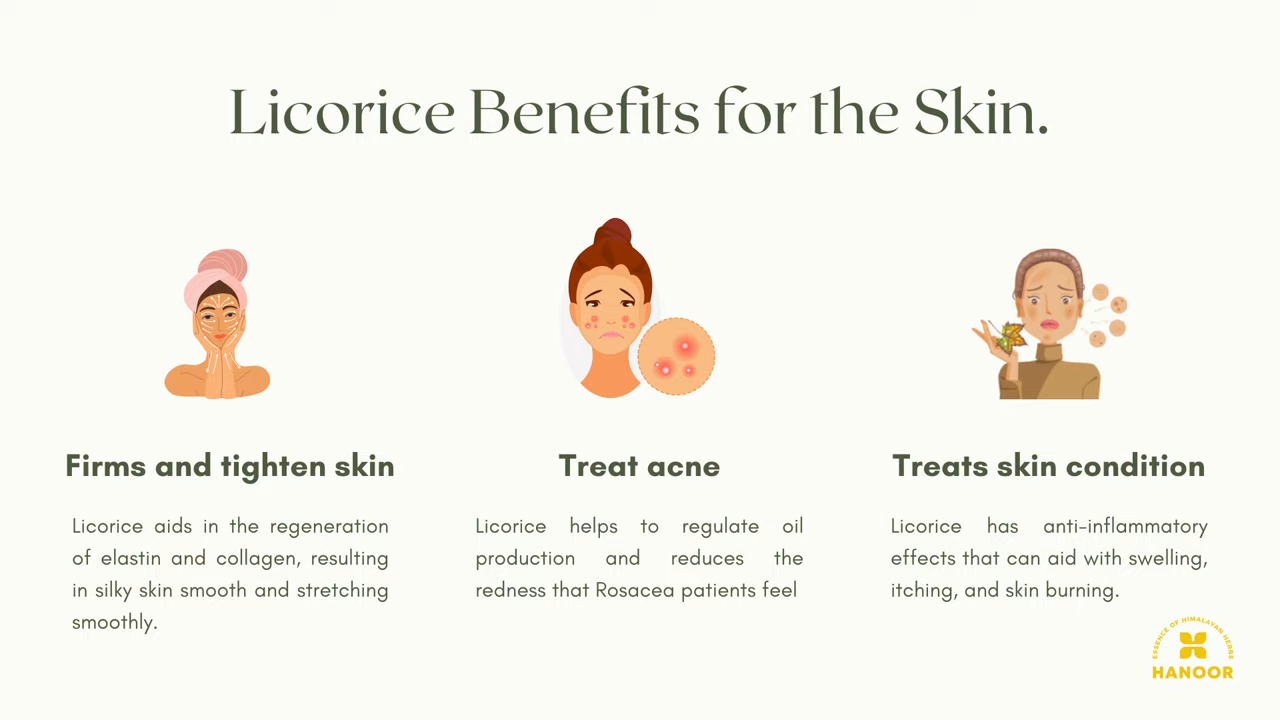 Licorice Benefits for the Skin.
Firms and tighten skin
Licorice aids in the regeneration
of elastin and collagen, resulting
in silky skin smooth and stretching
smoothly.
Treat acne
Licorice helps to regulate oil
production and reduces the
redness that Rosacea patients feel
Treats skin condition
Licorice has anti-inflammatory
effects that can aid with swelling,
itching, and skin burning.
ESSENCE OF HIMALAYAN HERBS
HANOOR